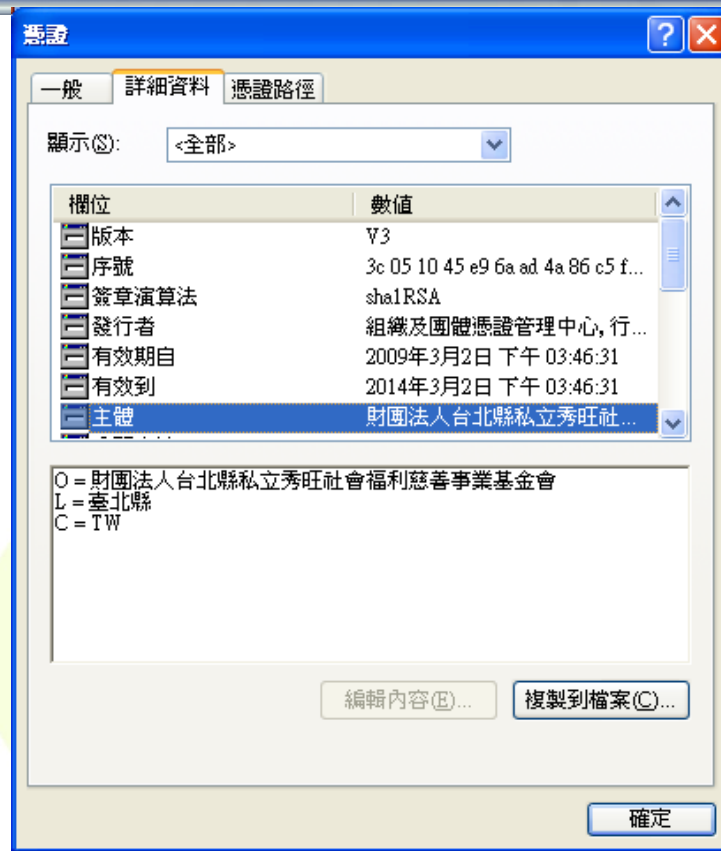 憑證
一般 詳細資料 憑證路徑
顯示(S): <全部>
欄位 數值
版本 V3
序號 3c 05 10 45 e9 6a ad 4a 86 c5 f...
簽章演算法 sha1RSA
發行者 組織及團體憑證管理中心, 行...
有效期自 2009年3月2日 下午 03:46:31
有效到 2014年3月2日 下午 03:46:31
主體 財團法人台北縣私立秀旺社...
O = 財團法人台北縣私立秀旺社會福利慈善事業基金會
L = 臺北縣
C = TW
編輯內容(E)... 複製到檔案(C)...
確定